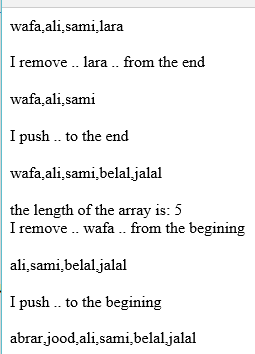 wafa,ali,sami,lara
I remove .. lara .. from the end
wafa,ali,sami
I push .. to the end
wafa,ali,sami,belal,jalal
the length of the array is: 5
I remove .. wafa .. from the begining
ali,sami,belal,jalal
I push .. to the begining
abrar,jood,ali,sami,belal,jalal